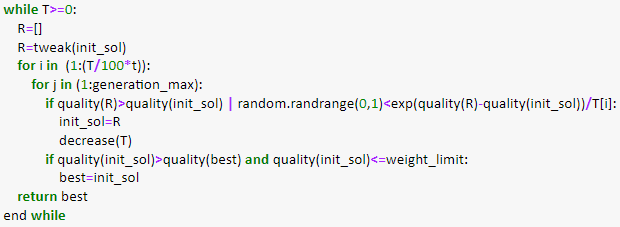 while T>=0:
R=[]
R=tweak(init_sol)
for i in (1:(T/100*t)):
for j in (1:generation_max):
if quality(R)>quality(init_sol) | random.randrange(0,1)<exp(quality(R)-quality(init_sol))/T[i]:
init_sol=R
decrease(T)
if quality(init_sol)>quality(best) and quality(init_sol)<=weight_limit:
best=init_sol
return best
end while